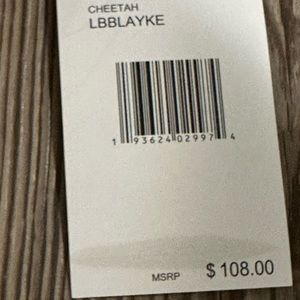 CHEETAH
LBBLAYKE
1 93624 02997 4
MSRP $ 108.00